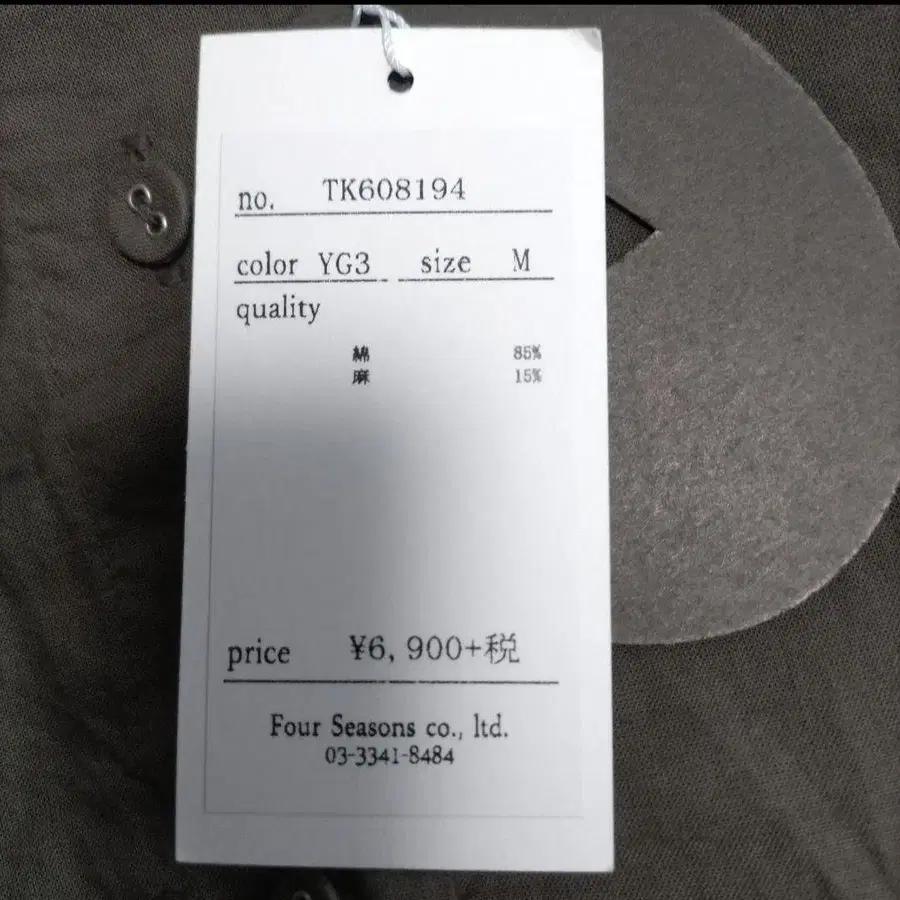 no. TK608194
color YG3 size M
quality
綿 85%
麻 15%
price ¥6,900+税
Four Seasons co., ltd.
03-3341-8484